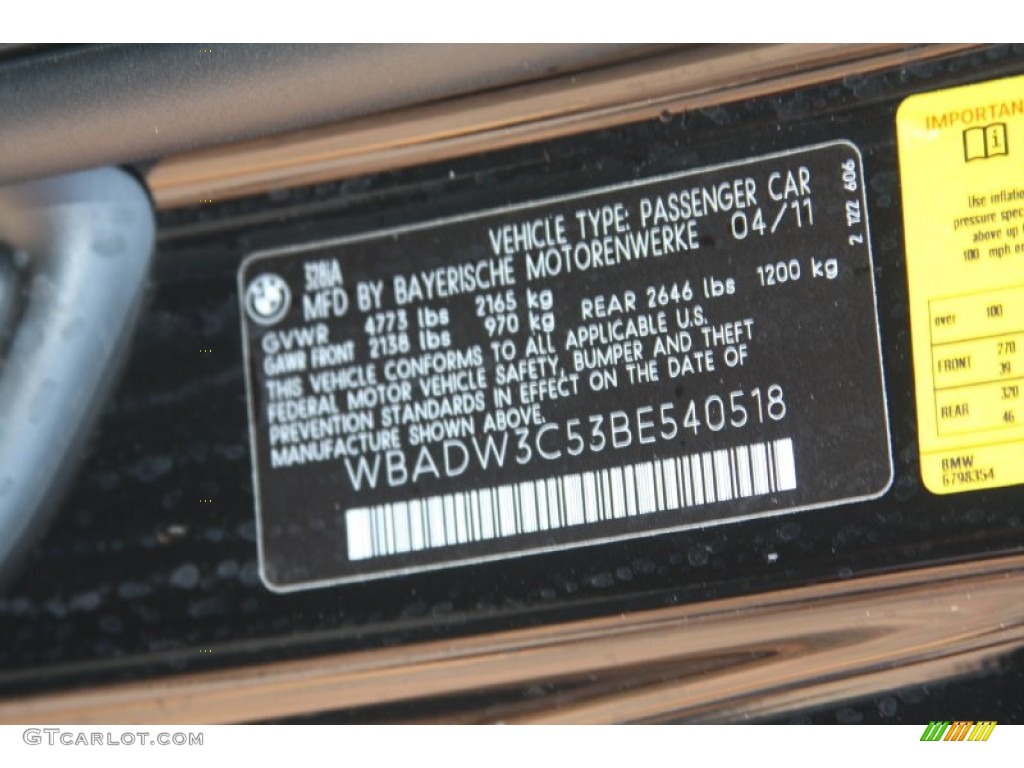 328iA VEHICLE TYPE: PASSENGER CAR
MFD BY BAYERISCHE MOTORENWERKE 04/11
GVWR 4773 lbs 2165 kg
GAWR FRONT 2138 lbs 970 kg REAR 2646 lbs 1200 kg
THIS VEHICLE CONFORMS TO ALL APPLICABLE U.S.
FEDERAL MOTOR VEHICLE SAFETY, BUMPER AND THEFT
PREVENTION STANDARDS IN EFFECT ON THE DATE OF
MANUFACTURE SHOWN ABOVE.
WBADW3C53BE540518
2 7122 606
IMPORTAN
Use inflatio
pressure spec
above up
100 mph o
over 100
FRONT 270
39
REAR 320
46
BMW
6798354
GTCARLOT.COM